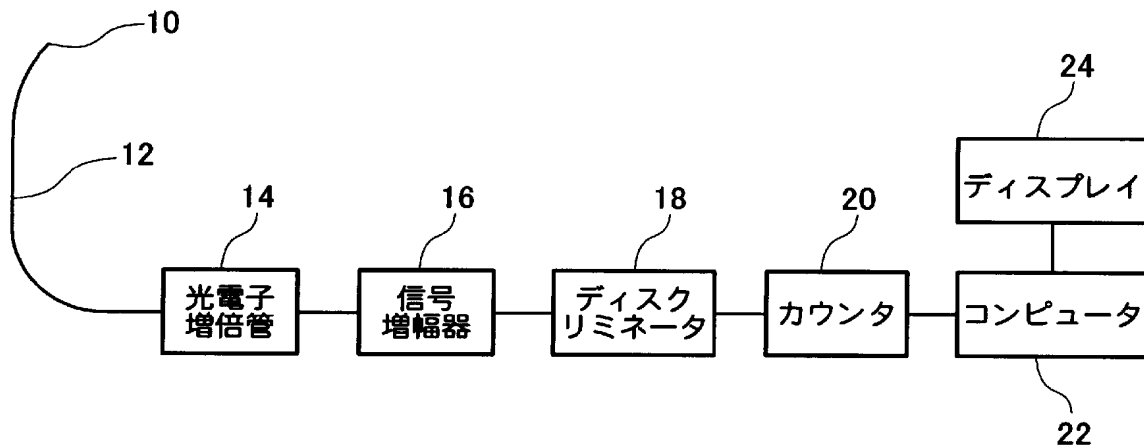 10
24
12
ディスプレイ
14
16
18
20
光電子
増倍管
信号
増幅器
ディスク
リミネータ
カウンタ
コンピュータ
22